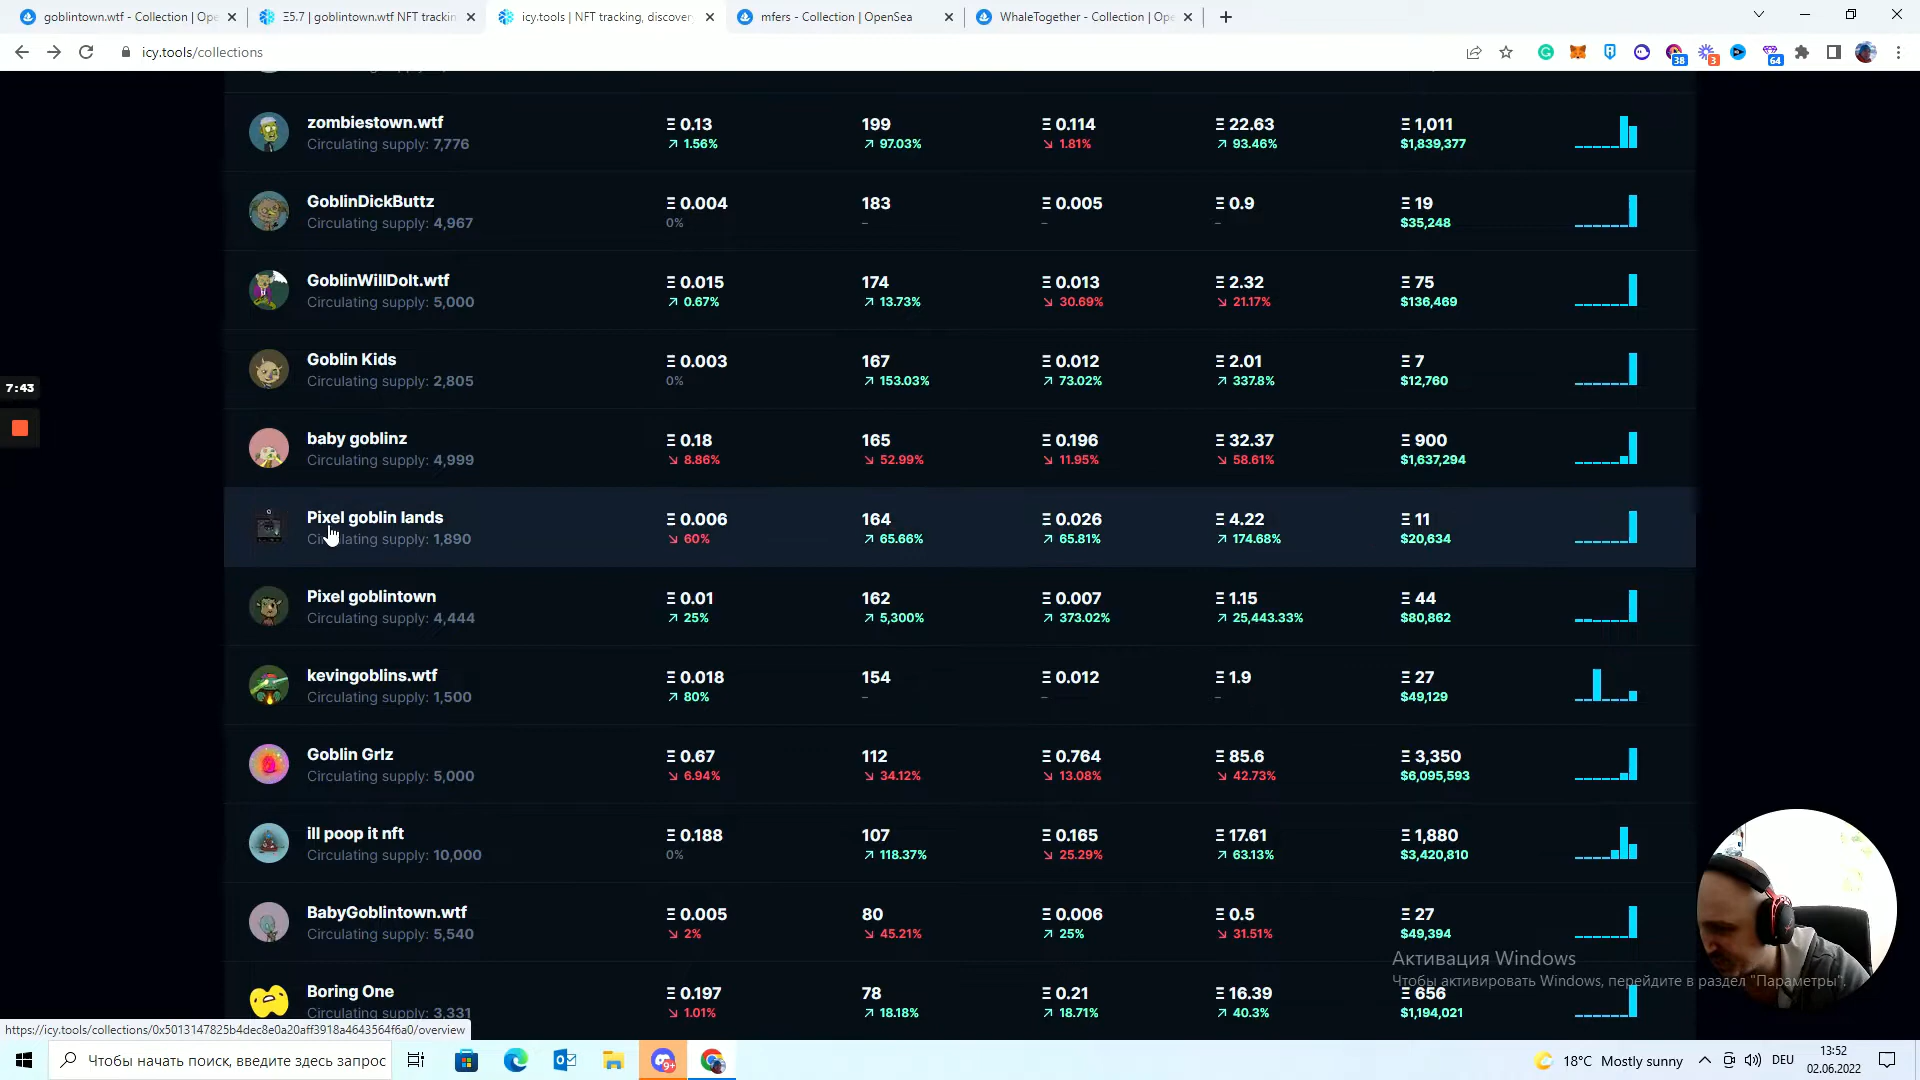 goblintown.wtf - Collection | Ope
Ξ5.7 | goblintown.wtf NFT trackin
icy.tools | NFT tracking, discover
mfers - Collection | OpenSea
WhaleTogether - Collection | Ope
icy.tools/collections
38
3
64
zombiestown.wtf
Circulating supply: 7,776
Ξ 0.13
↗ 1.56%
199
↗ 97.03%
Ξ 0.114
↘ 1.81%
Ξ 22.63
↗ 93.46%
Ξ 1,011
$1,839,377
GoblinDickButtz
Circulating supply: 4,967
Ξ 0.004
0%
183
–
Ξ 0.005
–
Ξ 0.9
–
Ξ 19
$35,248
GoblinWillDoIt.wtf
Circulating supply: 5,000
Ξ 0.015
↗ 0.67%
174
↗ 13.73%
Ξ 0.013
↘ 30.69%
Ξ 2.32
↘ 21.17%
Ξ 75
$136,469
Goblin Kids
Circulating supply: 2,805
Ξ 0.003
0%
167
↗ 153.03%
Ξ 0.012
↗ 73.02%
Ξ 2.01
↗ 337.8%
Ξ 7
$12,760
7:43
baby goblinz
Circulating supply: 4,999
Ξ 0.18
↘ 8.86%
165
↘ 52.99%
Ξ 0.196
↘ 11.95%
Ξ 32.37
↘ 58.61%
Ξ 900
$1,637,294
Pixel goblin lands
Circulating supply: 1,890
Ξ 0.006
↘ 60%
164
↗ 65.66%
Ξ 0.026
↗ 65.81%
Ξ 4.22
↗ 174.68%
Ξ 11
$20,634
Pixel goblintown
Circulating supply: 4,444
Ξ 0.01
↗ 25%
162
↗ 5,300%
Ξ 0.007
↗ 373.02%
Ξ 1.15
↗ 25,443.33%
Ξ 44
$80,862
kevingoblins.wtf
Circulating supply: 1,500
Ξ 0.018
↗ 80%
154
–
Ξ 0.012
–
Ξ 1.9
–
Ξ 27
$49,129
Goblin Grlz
Circulating supply: 5,000
Ξ 0.67
↘ 6.94%
112
↘ 34.12%
Ξ 0.764
↘ 13.08%
Ξ 85.6
↘ 42.73%
Ξ 3,350
$6,095,593
ill poop it nft
Circulating supply: 10,000
Ξ 0.188
0%
107
↗ 118.37%
Ξ 0.165
↘ 25.29%
Ξ 17.61
↗ 63.13%
Ξ 1,880
$3,420,810
BabyGoblintown.wtf
Circulating supply: 5,540
Ξ 0.005
↘ 2%
80
↘ 45.21%
Ξ 0.006
↗ 25%
Ξ 0.5
↘ 31.51%
Ξ 27
$49,394
Boring One
Circulating supply: 3,331
Ξ 0.197
↘ 1.01%
78
↗ 18.18%
Ξ 0.21
↗ 18.71%
Ξ 16.39
↗ 40.3%
Ξ 656
$1,194,021
Активация Windows
Чтобы активировать Windows, перейдите в раздел "Параметры".
https://icy.tools/collections/0x5013147825b4dec8e0a20aff3918a4643564f6a0/overview
Чтобы начать поиск, введите здесь запрос
9+
18°C Mostly sunny
DEU
13:52
02.06.2022